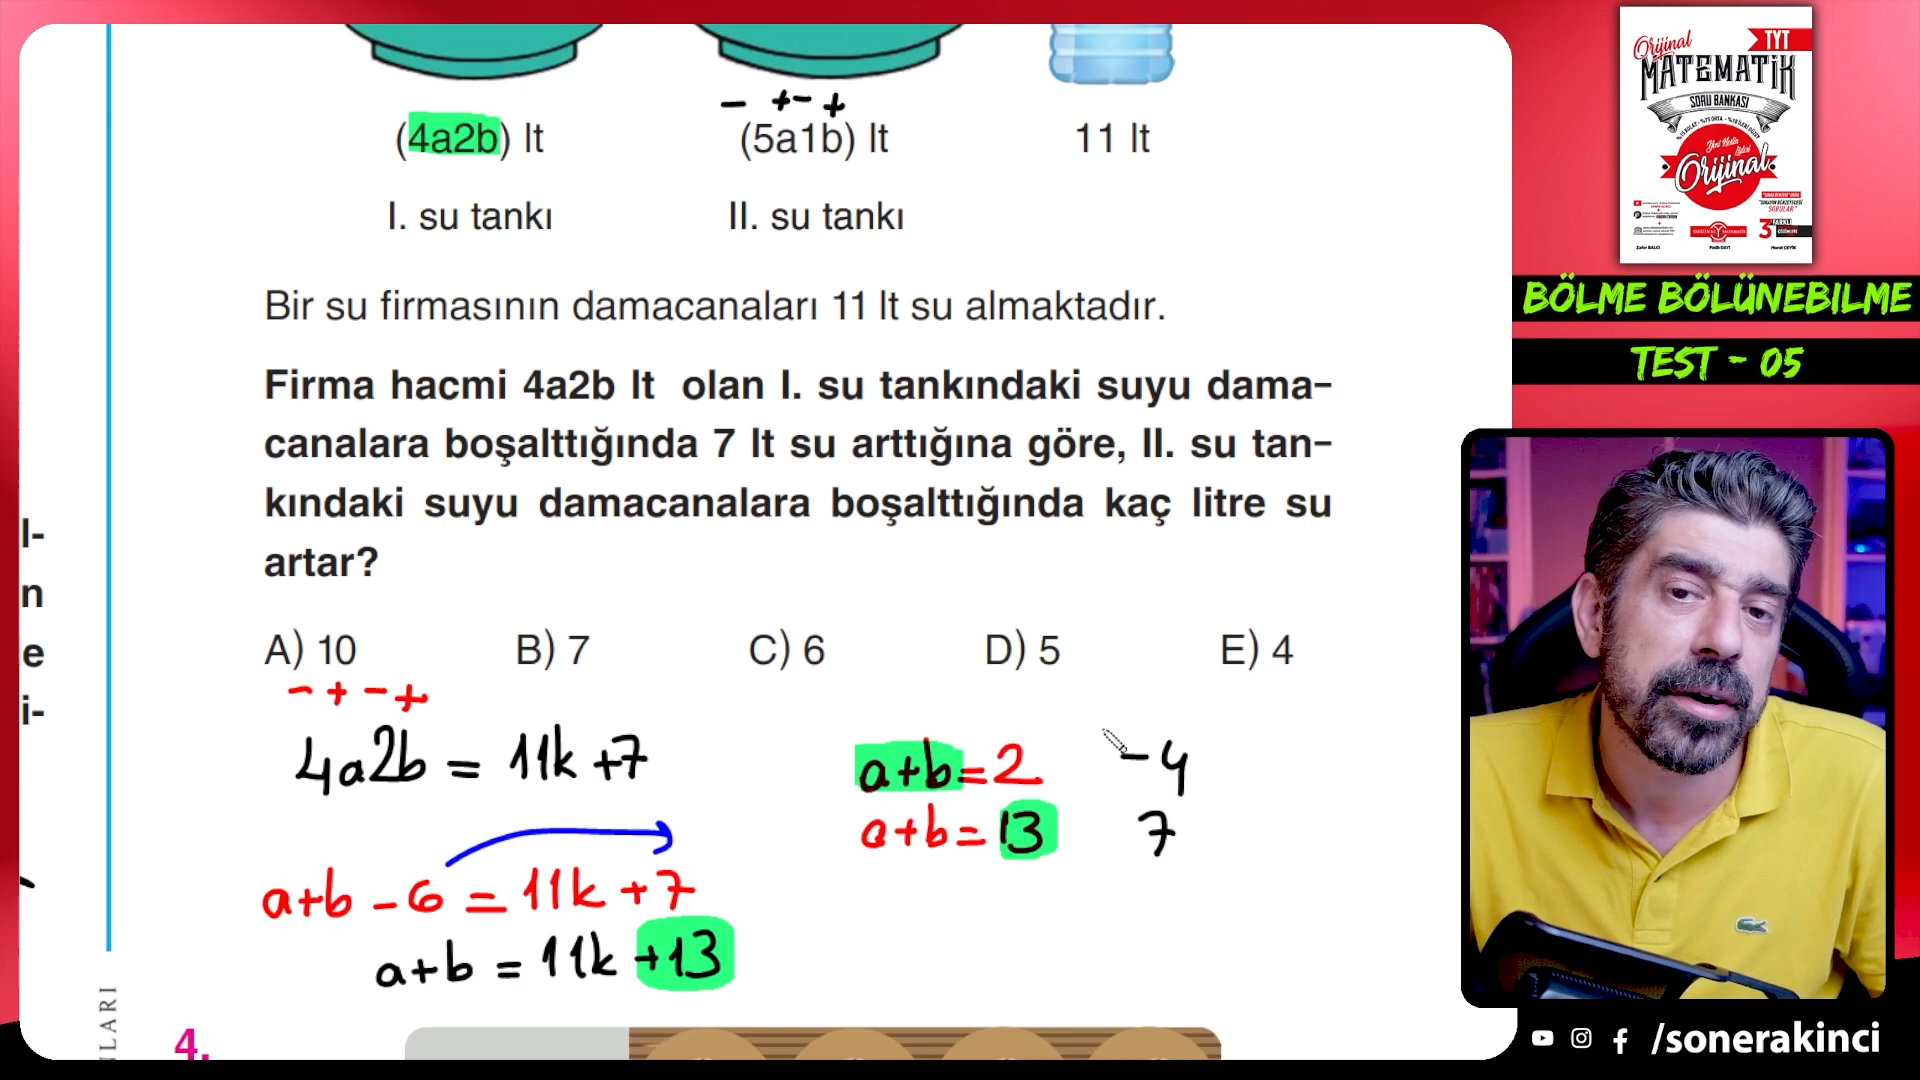 (4a2b) lt
− + − +
(5a1b) lt
11 lt
I. su tankı
II. su tankı
Bir su firmasının damacanaları 11 lt su almaktadır.
Firma hacmi 4a2b lt olan I. su tankındaki suyu dama-
canalara boşalttığında 7 lt su arttığına göre, II. su tan-
kındaki suyu damacanalara boşalttığında kaç litre su
artar?
A) 10
B) 7
C) 6
D) 5
E) 4
− + − +
4a2b = 11k +7
a+b − 6 = 11k + 7
a+b = 11k +13
a+b=2
a+b=13
−4
7
4.
l-
n
e
i-
NLARI
Orijinal
TYT
MATEMATİK
SORU BANKASI
Orijinal
BÖLME BÖLÜNEBILME
TEST - 05
/sonerakinci